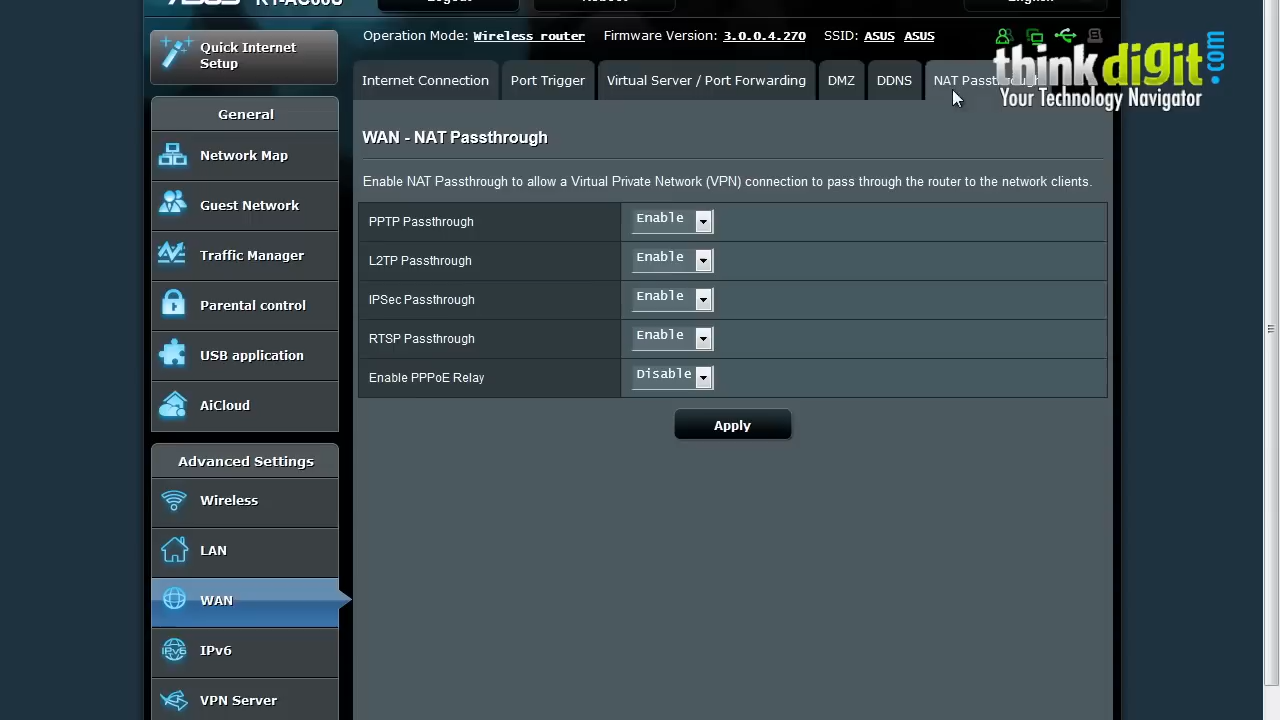 Quick Internet
Setup
Operation Mode: Wireless router Firmware Version: 3.0.0.4.270 SSID: ASUS ASUS
English
thinkdigit.com
Your Technology Navigator
Internet Connection Port Trigger Virtual Server / Port Forwarding DMZ DDNS NAT
General
Network Map
Guest Network
Traffic Manager
Parental control
USB application
AiCloud
Advanced Settings
Wireless
LAN
WAN
IPv6
VPN Server
WAN - NAT Passthrough
Enable NAT Passthrough to allow a Virtual Private Network (VPN) connection to pass through the router to the network clients.
PPTP Passthrough Enable
L2TP Passthrough Enable
IPSec Passthrough Enable
RTSP Passthrough Enable
Enable PPPoE Relay Disable
Apply